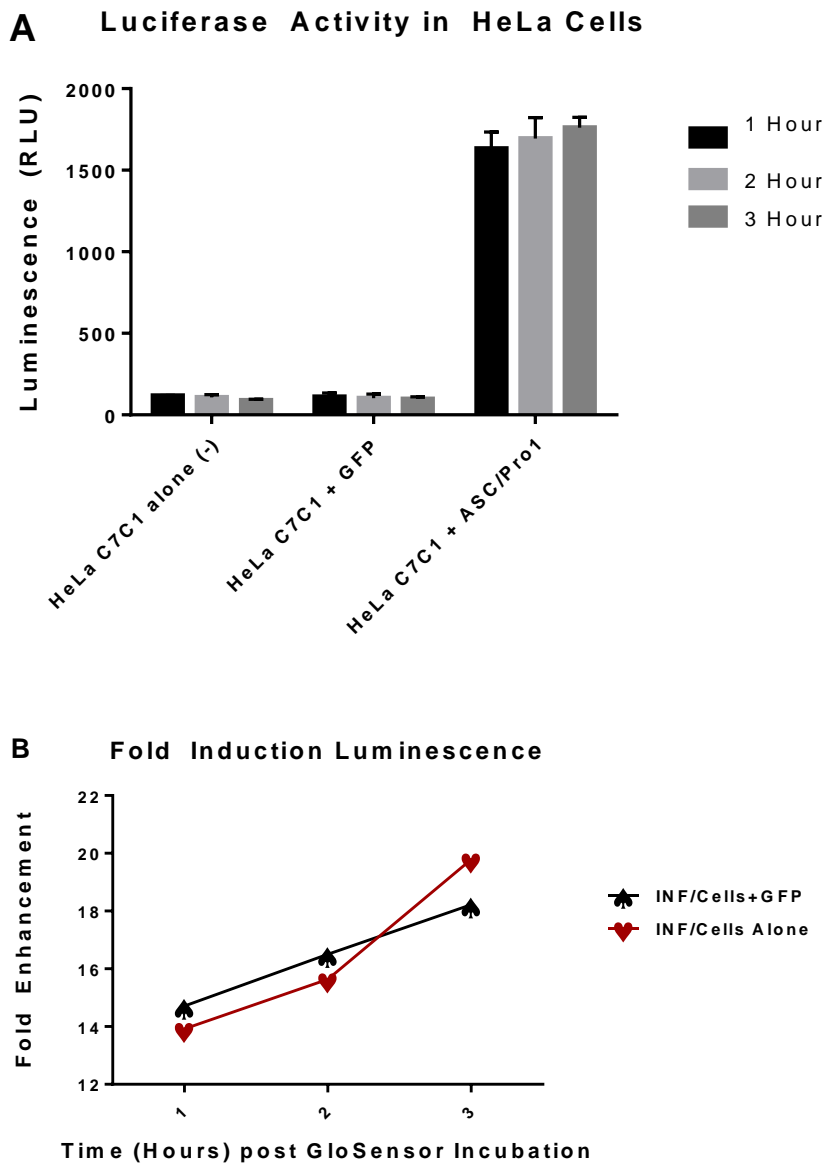 A
Luciferase Activity in HeLa Cells
Luminescence (RLU)
2000
1500
1000
500
0
1 Hour
2 Hour
3 Hour
HeLa C7C1 alone (-)
HeLa C7C1 + GFP
HeLa C7C1 + ASC/Pro1
B
Fold Induction Luminescence
Fold Enhancement
22
20
18
16
14
12
INF/Cells+GFP
INF/Cells Alone
1
2
3
Time (Hours) post GloSensor Incubation